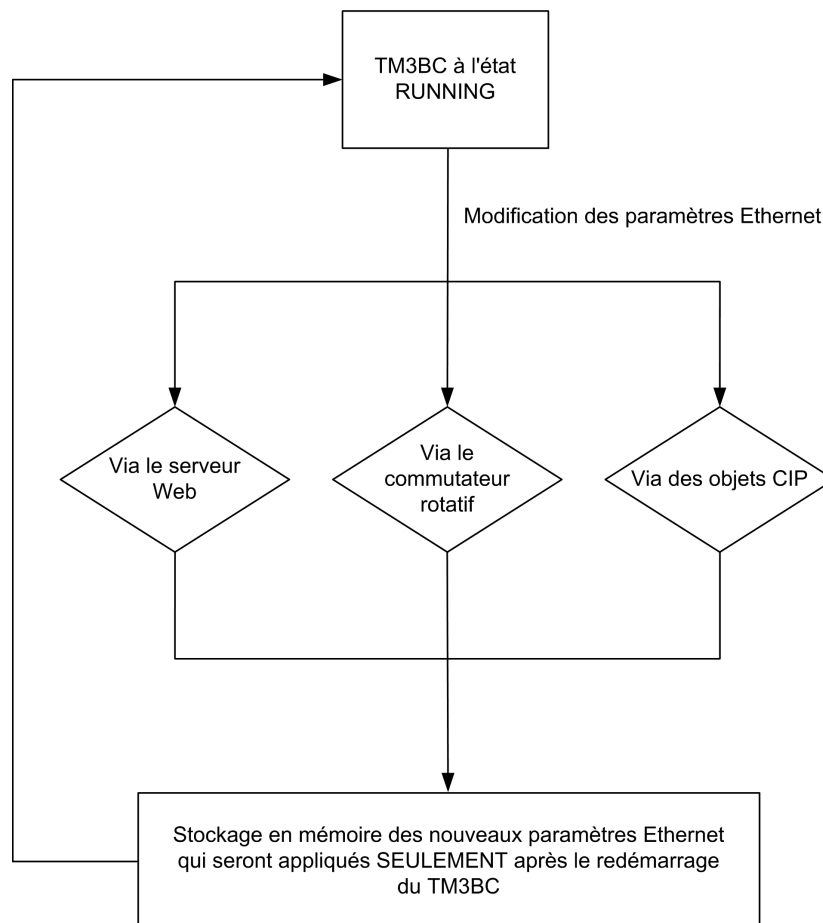 TM3BC à l'état
RUNNING
Modification des paramètres Ethernet
Via le serveur
Web
Via le
commutateur
rotatif
Via des objets CIP
Stockage en mémoire des nouveaux paramètres Ethernet
qui seront appliqués SEULEMENT après le redémarrage
du TM3BC